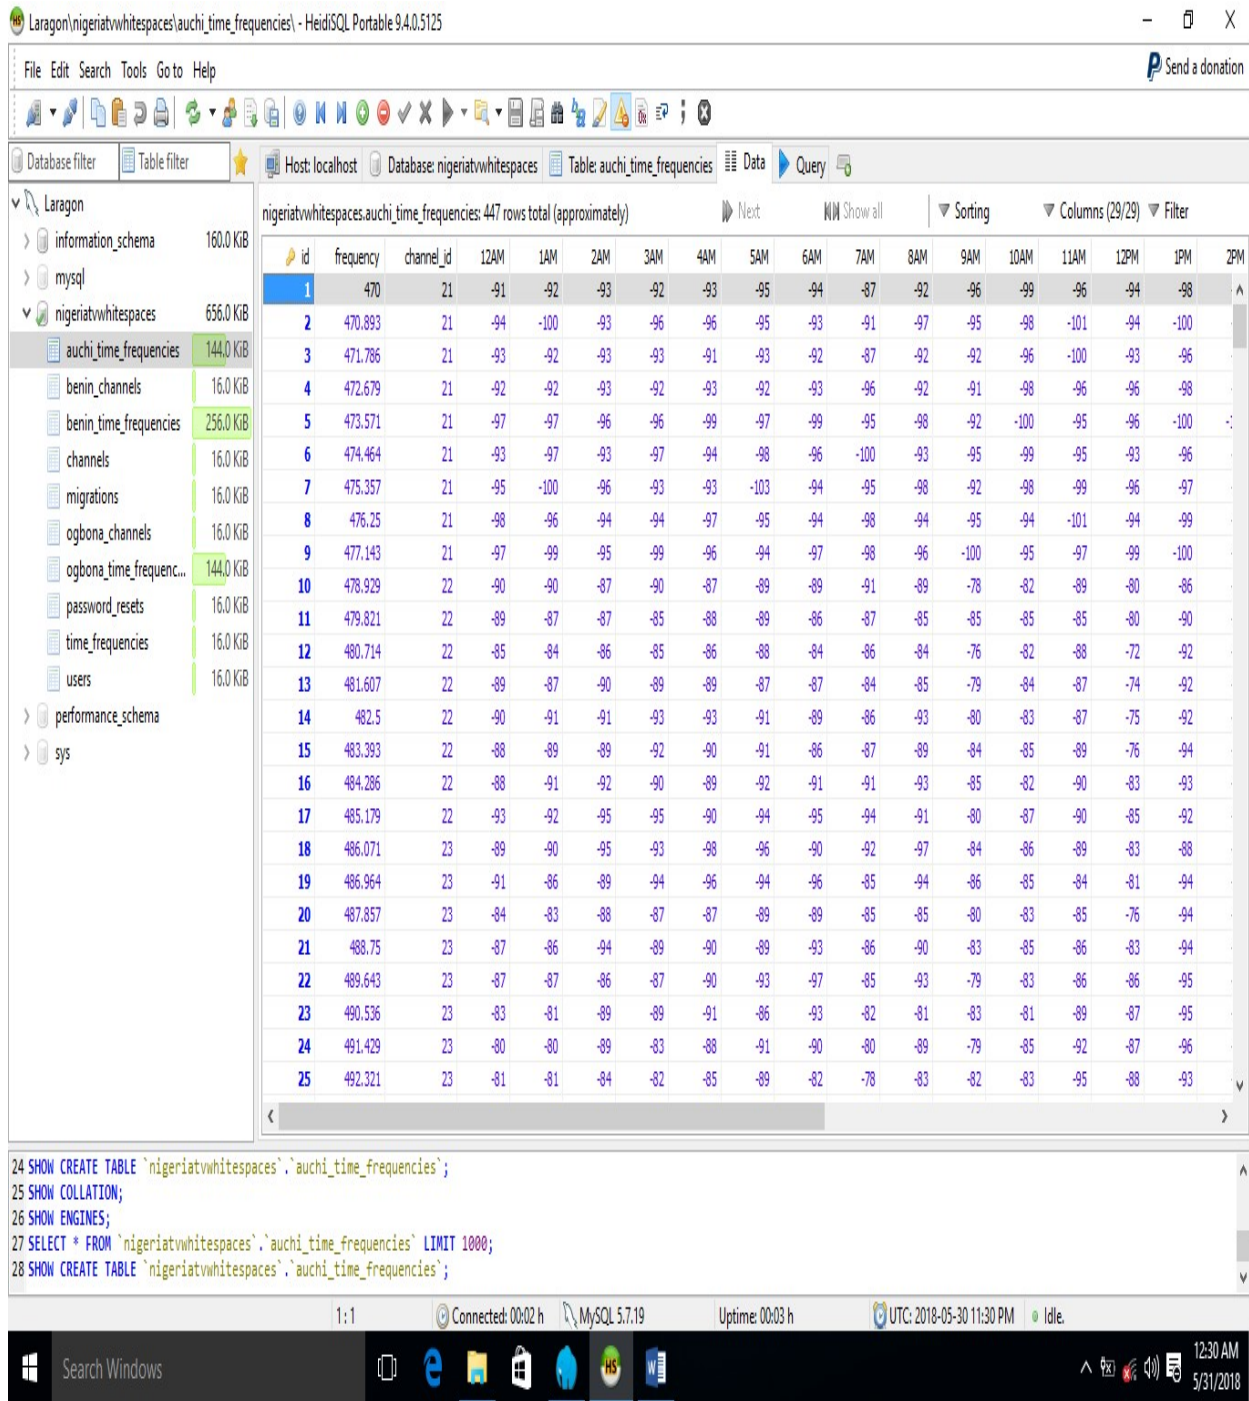 Laragon\nigeriatvwhitespaces\auchi_time_frequencies\ - HeidiSQL Portable 9.4.0.5125
File Edit Search Tools Go to Help
Send a donation
Database filter Table filter
Host: localhost Database: nigeriatvwhitespaces Table: auchi_time_frequencies Data Query
Laragon
information_schema 160.0 KiB
mysql
nigeriatvwhitespaces 656.0 KiB
auchi_time_frequencies 144.0 KiB
benin_channels 16.0 KiB
benin_time_frequencies 256.0 KiB
channels 16.0 KiB
migrations 16.0 KiB
ogbona_channels 16.0 KiB
ogbona_time_frequenc... 144.0 KiB
password_resets 16.0 KiB
time_frequencies 16.0 KiB
users 16.0 KiB
performance_schema
sys
nigeriatvwhitespaces.auchi_time_frequencies: 447 rows total (approximately) Next Show all Sorting Columns (29/29) Filter
id frequency channel_id 12AM 1AM 2AM 3AM 4AM 5AM 6AM 7AM 8AM 9AM 10AM 11AM 12PM 1PM 2PM
1 470 21 -91 -92 -93 -92 -93 -95 -94 -87 -92 -96 -99 -96 -94 -98
2 470.893 21 -94 -100 -93 -96 -96 -95 -93 -91 -97 -95 -98 -101 -94 -100
3 471.786 21 -93 -92 -93 -93 -91 -93 -92 -87 -92 -92 -96 -100 -93 -96
4 472.679 21 -92 -92 -93 -92 -93 -92 -93 -96 -92 -91 -98 -96 -96 -98
5 473.571 21 -97 -97 -96 -96 -99 -97 -99 -95 -98 -92 -100 -95 -96 -100
6 474.464 21 -93 -97 -93 -97 -94 -98 -96 -100 -93 -95 -99 -95 -93 -96
7 475.357 21 -95 -100 -96 -93 -93 -103 -94 -95 -98 -92 -98 -99 -96 -97
8 476.25 21 -98 -96 -94 -94 -97 -95 -94 -98 -94 -95 -94 -101 -94 -99
9 477.143 21 -97 -99 -95 -99 -96 -94 -97 -98 -96 -100 -95 -97 -99 -100
10 478.929 22 -90 -90 -87 -90 -87 -89 -89 -91 -89 -78 -82 -89 -80 -86
11 479.821 22 -89 -87 -87 -85 -88 -89 -86 -87 -85 -85 -85 -85 -80 -90
12 480.714 22 -85 -84 -86 -85 -86 -88 -84 -86 -84 -76 -82 -88 -72 -92
13 481.607 22 -89 -87 -90 -89 -89 -87 -87 -84 -85 -79 -84 -87 -74 -92
14 482.5 22 -90 -91 -91 -93 -93 -91 -89 -86 -93 -80 -83 -87 -75 -92
15 483.393 22 -88 -89 -89 -92 -90 -91 -86 -87 -89 -84 -85 -89 -76 -94
16 484.286 22 -88 -91 -92 -90 -89 -92 -91 -91 -93 -85 -82 -90 -83 -93
17 485.179 22 -93 -92 -95 -95 -90 -94 -95 -94 -91 -80 -87 -90 -85 -92
18 486.071 23 -89 -90 -95 -93 -98 -96 -90 -92 -97 -84 -86 -89 -83 -88
19 486.964 23 -91 -86 -89 -94 -96 -94 -96 -85 -94 -86 -85 -84 -81 -94
20 487.857 23 -84 -83 -88 -87 -87 -89 -89 -85 -85 -80 -83 -85 -76 -94
21 488.75 23 -87 -86 -94 -89 -90 -89 -93 -86 -90 -83 -85 -86 -83 -94
22 489.643 23 -87 -87 -86 -87 -90 -93 -97 -85 -93 -79 -83 -86 -86 -95
23 490.536 23 -83 -81 -89 -89 -91 -86 -93 -82 -81 -83 -81 -89 -87 -95
24 491.429 23 -80 -80 -89 -83 -88 -91 -90 -80 -89 -79 -85 -92 -87 -96
25 492.321 23 -81 -81 -84 -82 -85 -89 -82 -78 -83 -82 -83 -95 -88 -93
24 SHOW CREATE TABLE `nigeriatvwhitespaces`.`auchi_time_frequencies`;
25 SHOW COLLATION;
26 SHOW ENGINES;
27 SELECT * FROM `nigeriatvwhitespaces`.`auchi_time_frequencies` LIMIT 1000;
28 SHOW CREATE TABLE `nigeriatvwhitespaces`.`auchi_time_frequencies`;
1 : 1 Connected: 00:02 h MySQL 5.7.19 Uptime: 00:03 h UTC: 2018-05-30 11:30 PM Idle.
Search Windows
12:30 AM
5/31/2018